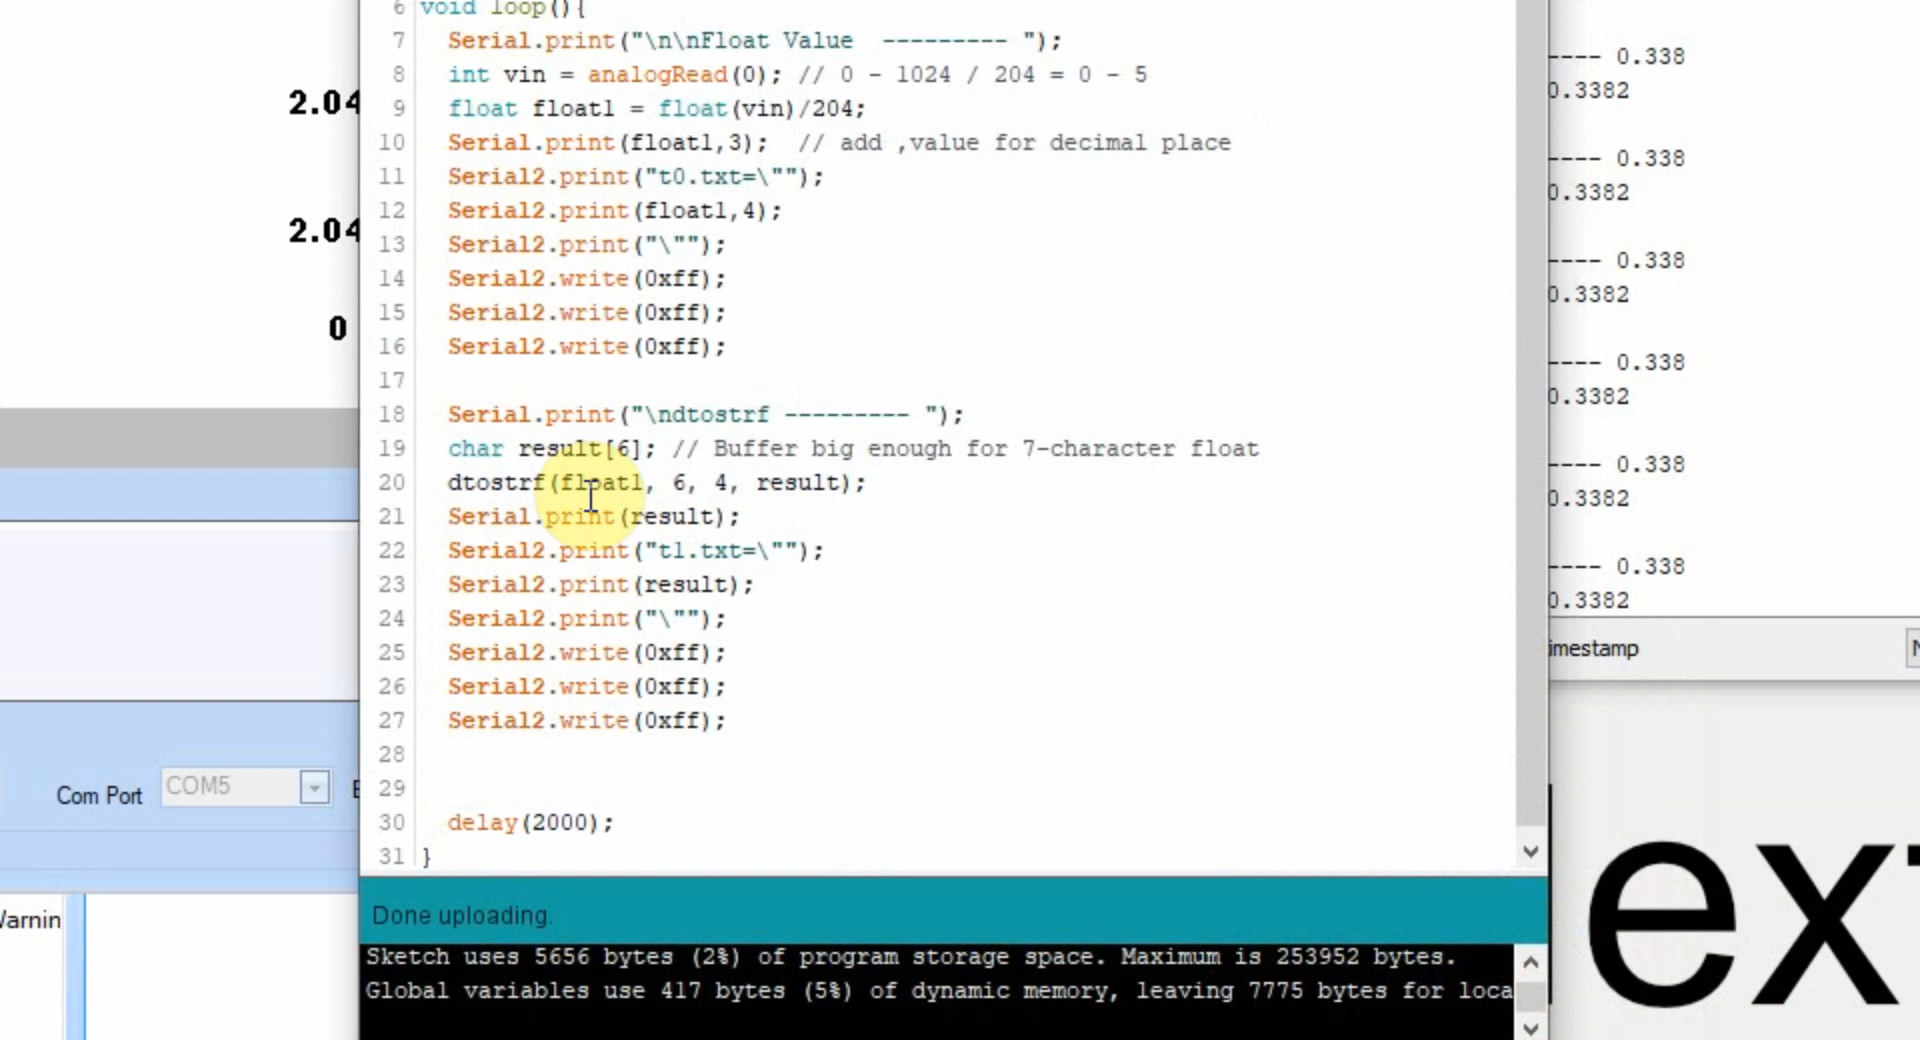 2.04
2.04
0
Com Port COM5
6 void loop(){
7 Serial.print("\n\nFloat Value --------- ");
8 int vin = analogRead(0); // 0 - 1024 / 204 = 0 - 5
9 float float1 = float(vin)/204;
10 Serial.print(float1,3); // add ,value for decimal place
11 Serial2.print("t0.txt=\"");
12 Serial2.print(float1,4);
13 Serial2.print("\"");
14 Serial2.write(0xff);
15 Serial2.write(0xff);
16 Serial2.write(0xff);
17
18 Serial.print("\ndtostrf --------- ");
19 char result[6]; // Buffer big enough for 7-character float
20 dtostrf(float1, 6, 4, result);
21 Serial.print(result);
22 Serial2.print("t1.txt=\"");
23 Serial2.print(result);
24 Serial2.print("\"");
25 Serial2.write(0xff);
26 Serial2.write(0xff);
27 Serial2.write(0xff);
28
29
30 delay(2000);
31 }
Done uploading.
Sketch uses 5656 bytes (2%) of program storage space. Maximum is 253952 bytes.
Global variables use 417 bytes (5%) of dynamic memory, leaving 7775 bytes for loca
---- 0.338
0.3382
---- 0.338
0.3382
---- 0.338
0.3382
---- 0.338
0.3382
---- 0.338
0.3382
---- 0.338
0.3382
imestamp
ex